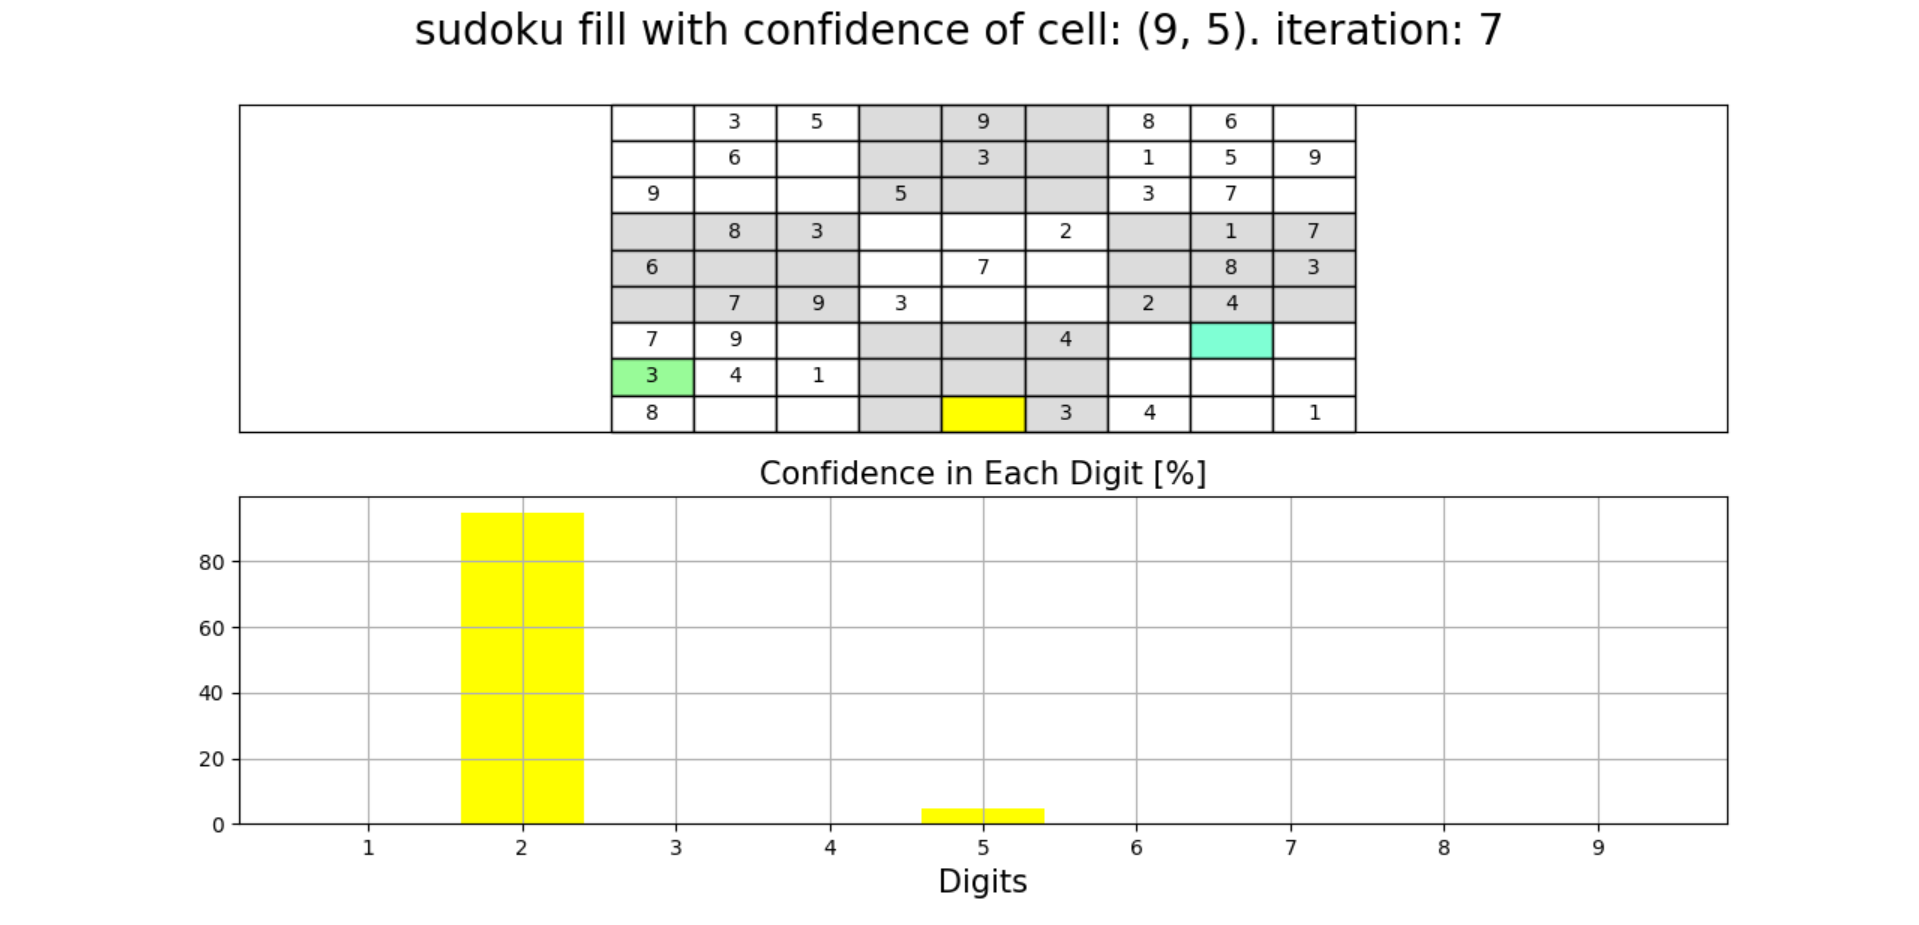 sudoku fill with confidence of cell: (9, 5). iteration: 7
3 5 9 8 6
6 3 1 5 9
9 5 3 7
8 3 2 1 7
6 7 8 3
7 9 3 2 4
7 9 4
3 4 1
8 3 4 1
Confidence in Each Digit [%]
80
60
40
20
0
1 2 3 4 5 6 7 8 9
Digits